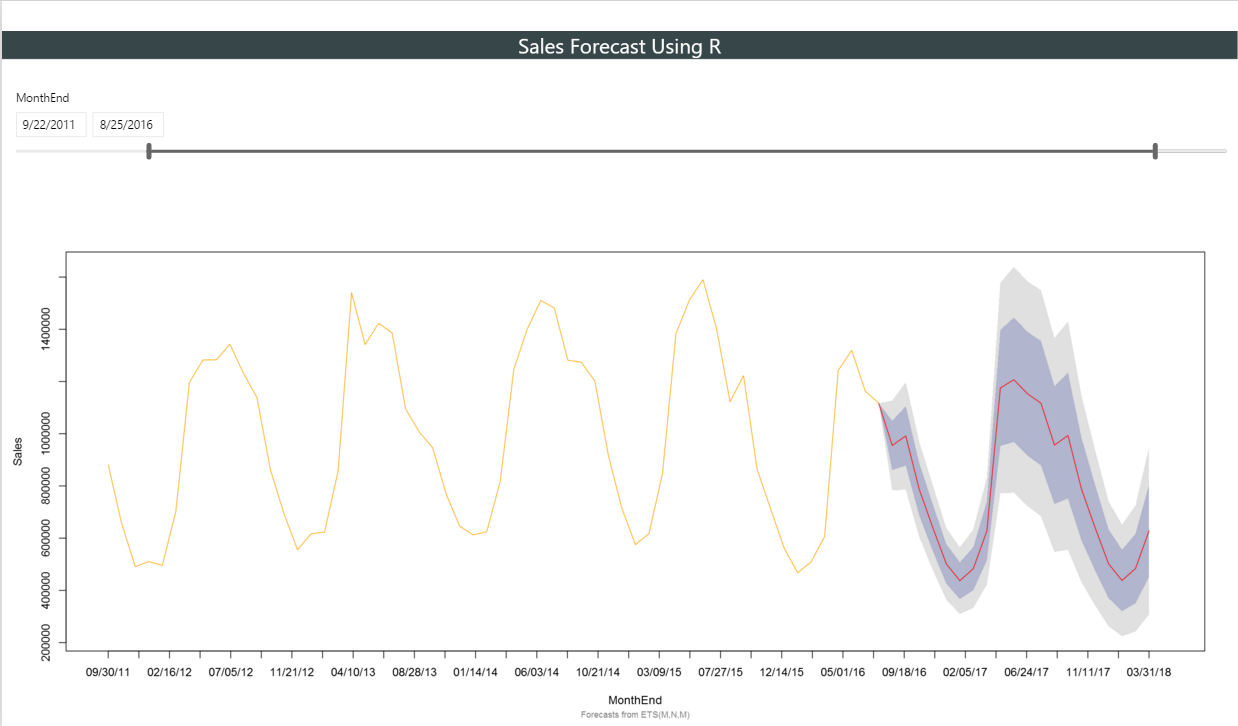 Sales Forecast Using R
MonthEnd
9/22/2011 8/25/2016
1400000
1000000
800000
600000
400000
200000
Sales
09/30/11 02/16/12 07/05/12 11/21/12 04/10/13 08/28/13 01/14/14 06/03/14 10/21/14 03/09/15 07/27/15 12/14/15 05/01/16 09/18/16 02/05/17 06/24/17 11/11/17 03/31/18
MonthEnd
Forecasts from ETS(M,N,M)